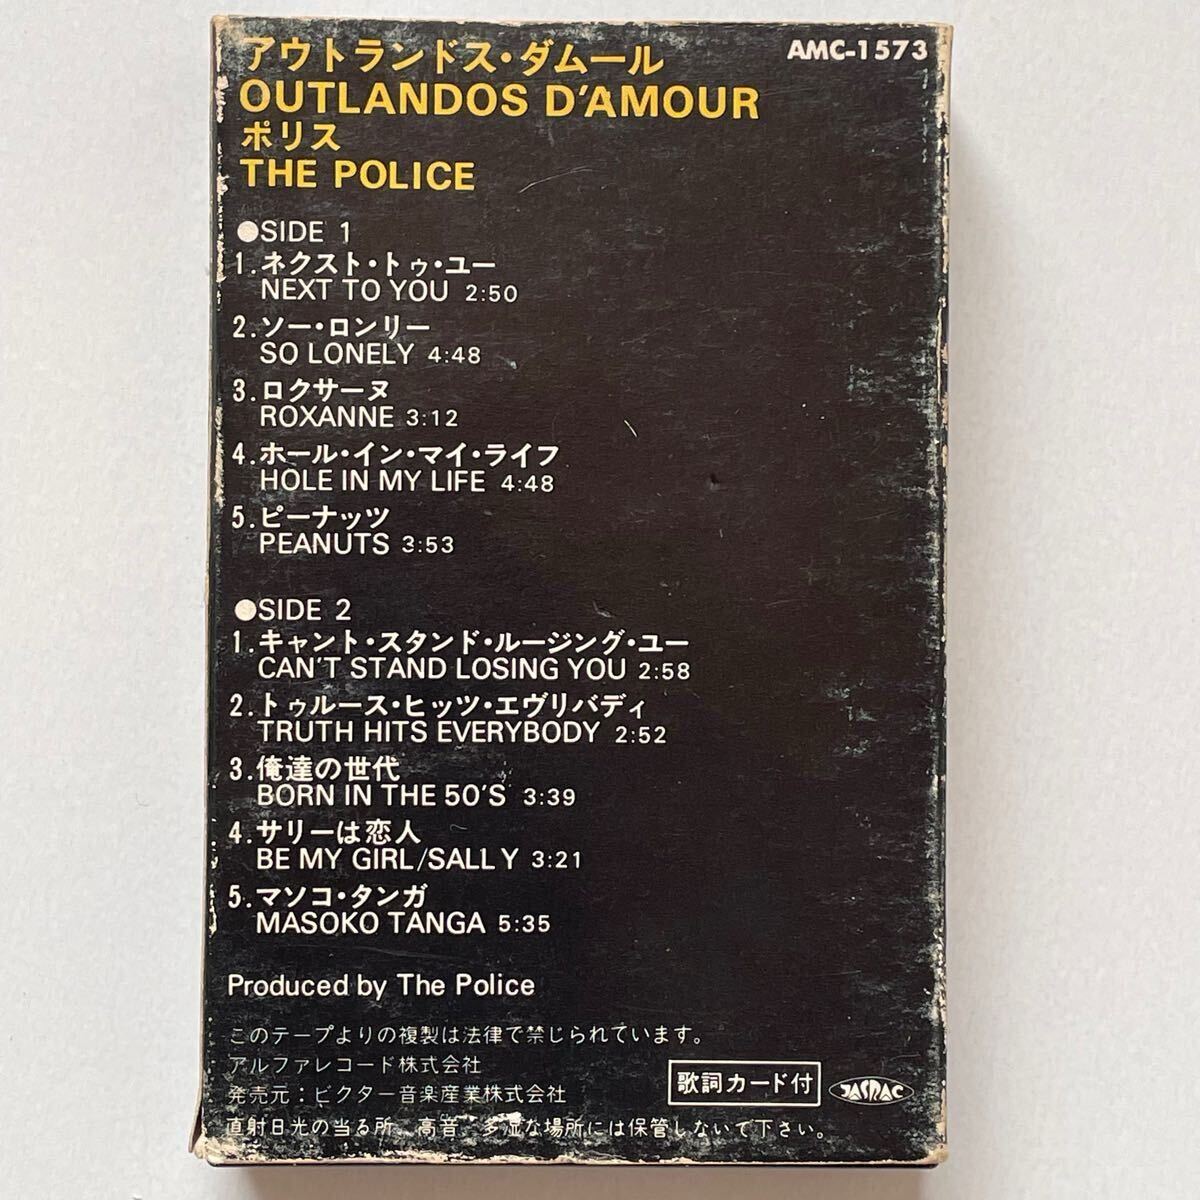 アウトランドス・ダムール
AMC-1573
OUTLANDOS D'AMOUR
ポリス
THE POLICE
●SIDE 1
1.ネクスト・トゥ・ユー
NEXT TO YOU 2:50
2.ソー・ロンリー
SO LONELY 4:48
3.ロクサーヌ
ROXANNE 3:12
4.ホール・イン・マイ・ライフ
HOLE IN MY LIFE 4:48
5.ピーナッツ
PEANUTS 3:53
●SIDE 2
1.キャント・スタンド・ルージング・ユー
CAN'T STAND LOSING YOU 2:58
2.トゥルース・ヒッツ・エヴリバディ
TRUTH HITS EVERYBODY 2:52
3.俺達の世代
BORN IN THE 50'S 3:39
4.サリーは恋人
BE MY GIRL/SALLY 3:21
5.マソコ・タンガ
MASOKO TANGA 5:35
Produced by The Police
このテープよりの複製は法律で禁じられています。
アルファレコード株式会社
発売元：ビクター音楽産業株式会社
歌詞カード付
JASRAC
直射日光の当る所、高音・多湿な場所には保管しないで下さい。